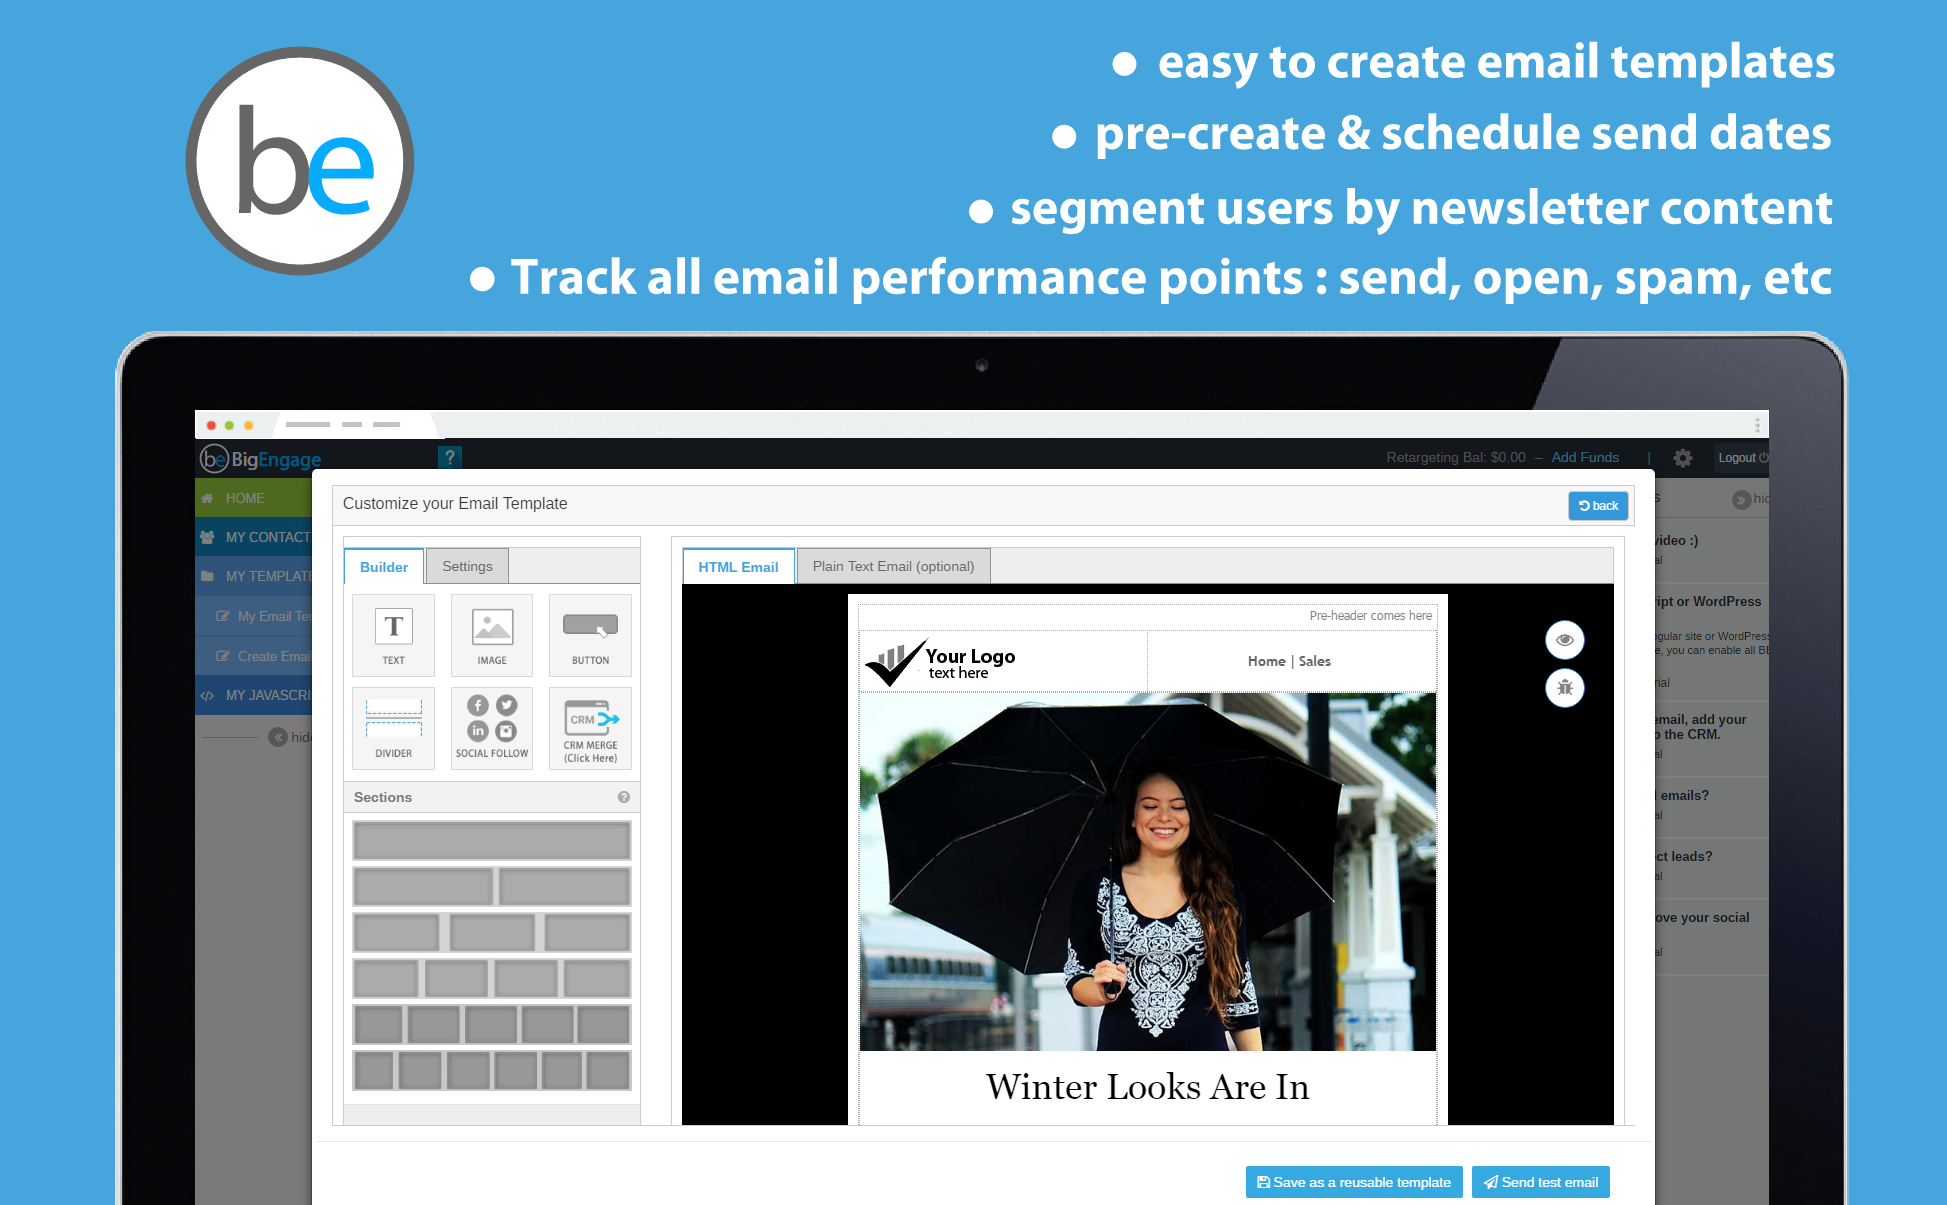 be
● easy to create email templates
● pre-create & schedule send dates
● segment users by newsletter content
● Track all email performance points : send, open, spam, etc
be BigEngage
?
Retargeting Bal: $0.00 – Add Funds
|
Logout
HOME
MY CONTACT
MY TEMPLATE
My Email Te
Create Emai
MY JAVASCRI
hid
Customize your Email Template
back
Builder
Settings
T
TEXT
IMAGE
BUTTON
DIVIDER
SOCIAL FOLLOW
CRM
CRM MERGE
(Click Here)
Sections
?
HTML Email
Plain Text Email (optional)
Pre-header comes here
Your Logo
text here
Home | Sales
Winter Looks Are In
Save as a reusable template
Send test email
s
hid
video :)
al
ipt or WordPress
egular site or WordPress
e, you can enable all BE
rial
email, add your
o the CRM.
al
l emails?
al
ct leads?
al
ove your social
al